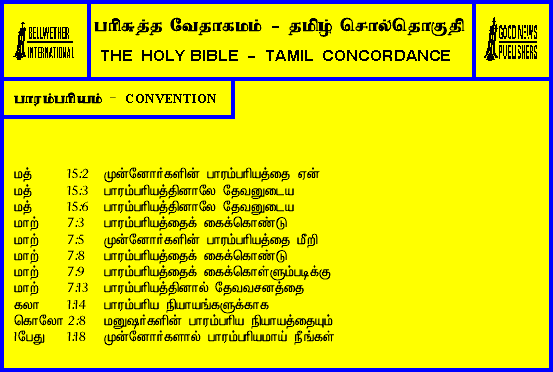 BELLWETHER
INTERNATIONAL
பரிசுத்த வேதாகமம் - தமிழ் சொல்தொகுதி
THE HOLY BIBLE - TAMIL CONCORDANCE
GOOD NEWS
PUBLISHERS
பாரம்பரியம் - CONVENTION
மத் 15:2 முன்னோர்களின் பாரம்பரியத்தை ஏன்
மத் 15:3 பாரம்பரியத்தினாலே தேவனுடைய
மத் 15:6 பாரம்பரியத்தினாலே தேவனுடைய
மாற் 7:3 பாரம்பரியத்தைக் கைக்கொண்டு
மாற் 7:5 முன்னோர்களின் பாரம்பரியத்தை மீறி
மாற் 7:8 பாரம்பரியத்தைக் கைக்கொண்டு
மாற் 7:9 பாரம்பரியத்தைக் கைக்கொள்ளும்படிக்கு
மாற் 7:13 பாரம்பரியத்தினால் தேவவசனத்தை
கலா 1:14 பாரம்பரிய நியாயங்களுக்காக
கொலோ 2:8 மனுஷர்களின் பாரம்பரிய நியாயத்தையும்
1பேது 1:18 முன்னோர்களால் பாரம்பரியமாய் நீங்கள்